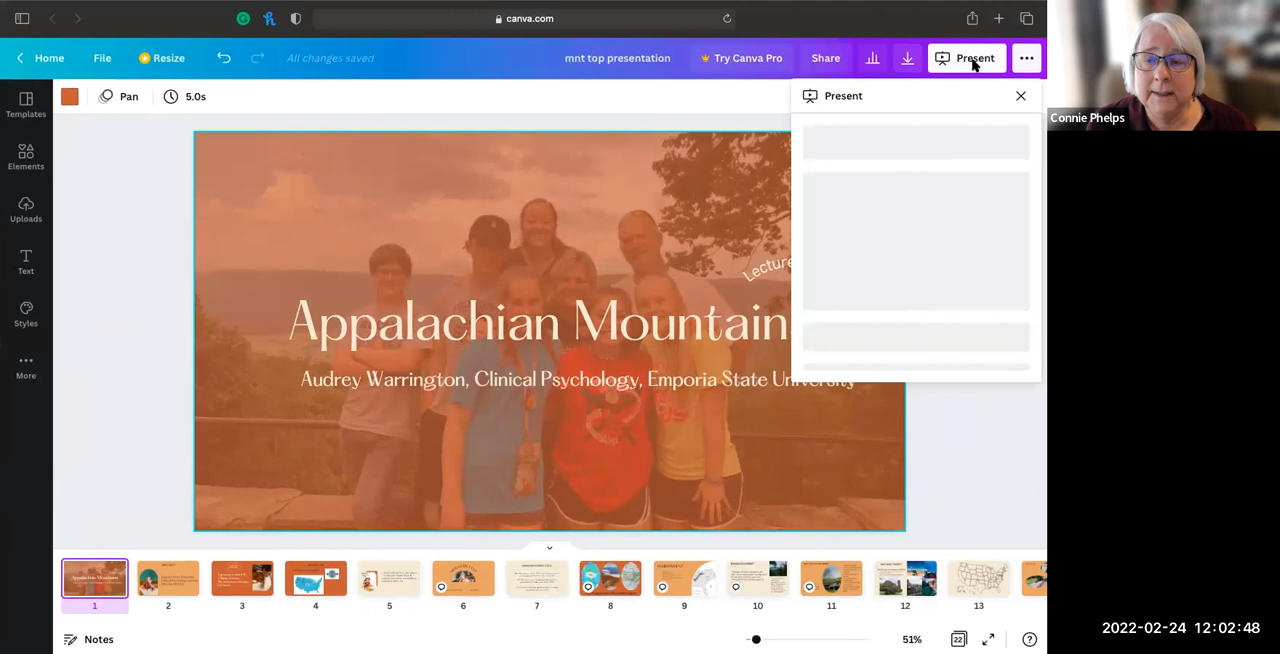 canva.com
Home
File
Resize
All changes saved
mnt top presentation
Try Canva Pro
Share
Present
Connie Phelps
Templates
Elements
Uploads
Text
Styles
More
Pan
5.0s
Present
Lecture
Appalachian Mountain
Audrey Warrington, Clinical Psychology, Emporia State University
Appalachian Mountains
1
2
3
4
5
6
7
8
9
10
11
12
13
Notes
51%
22
?
2022-02-24 12:02:48